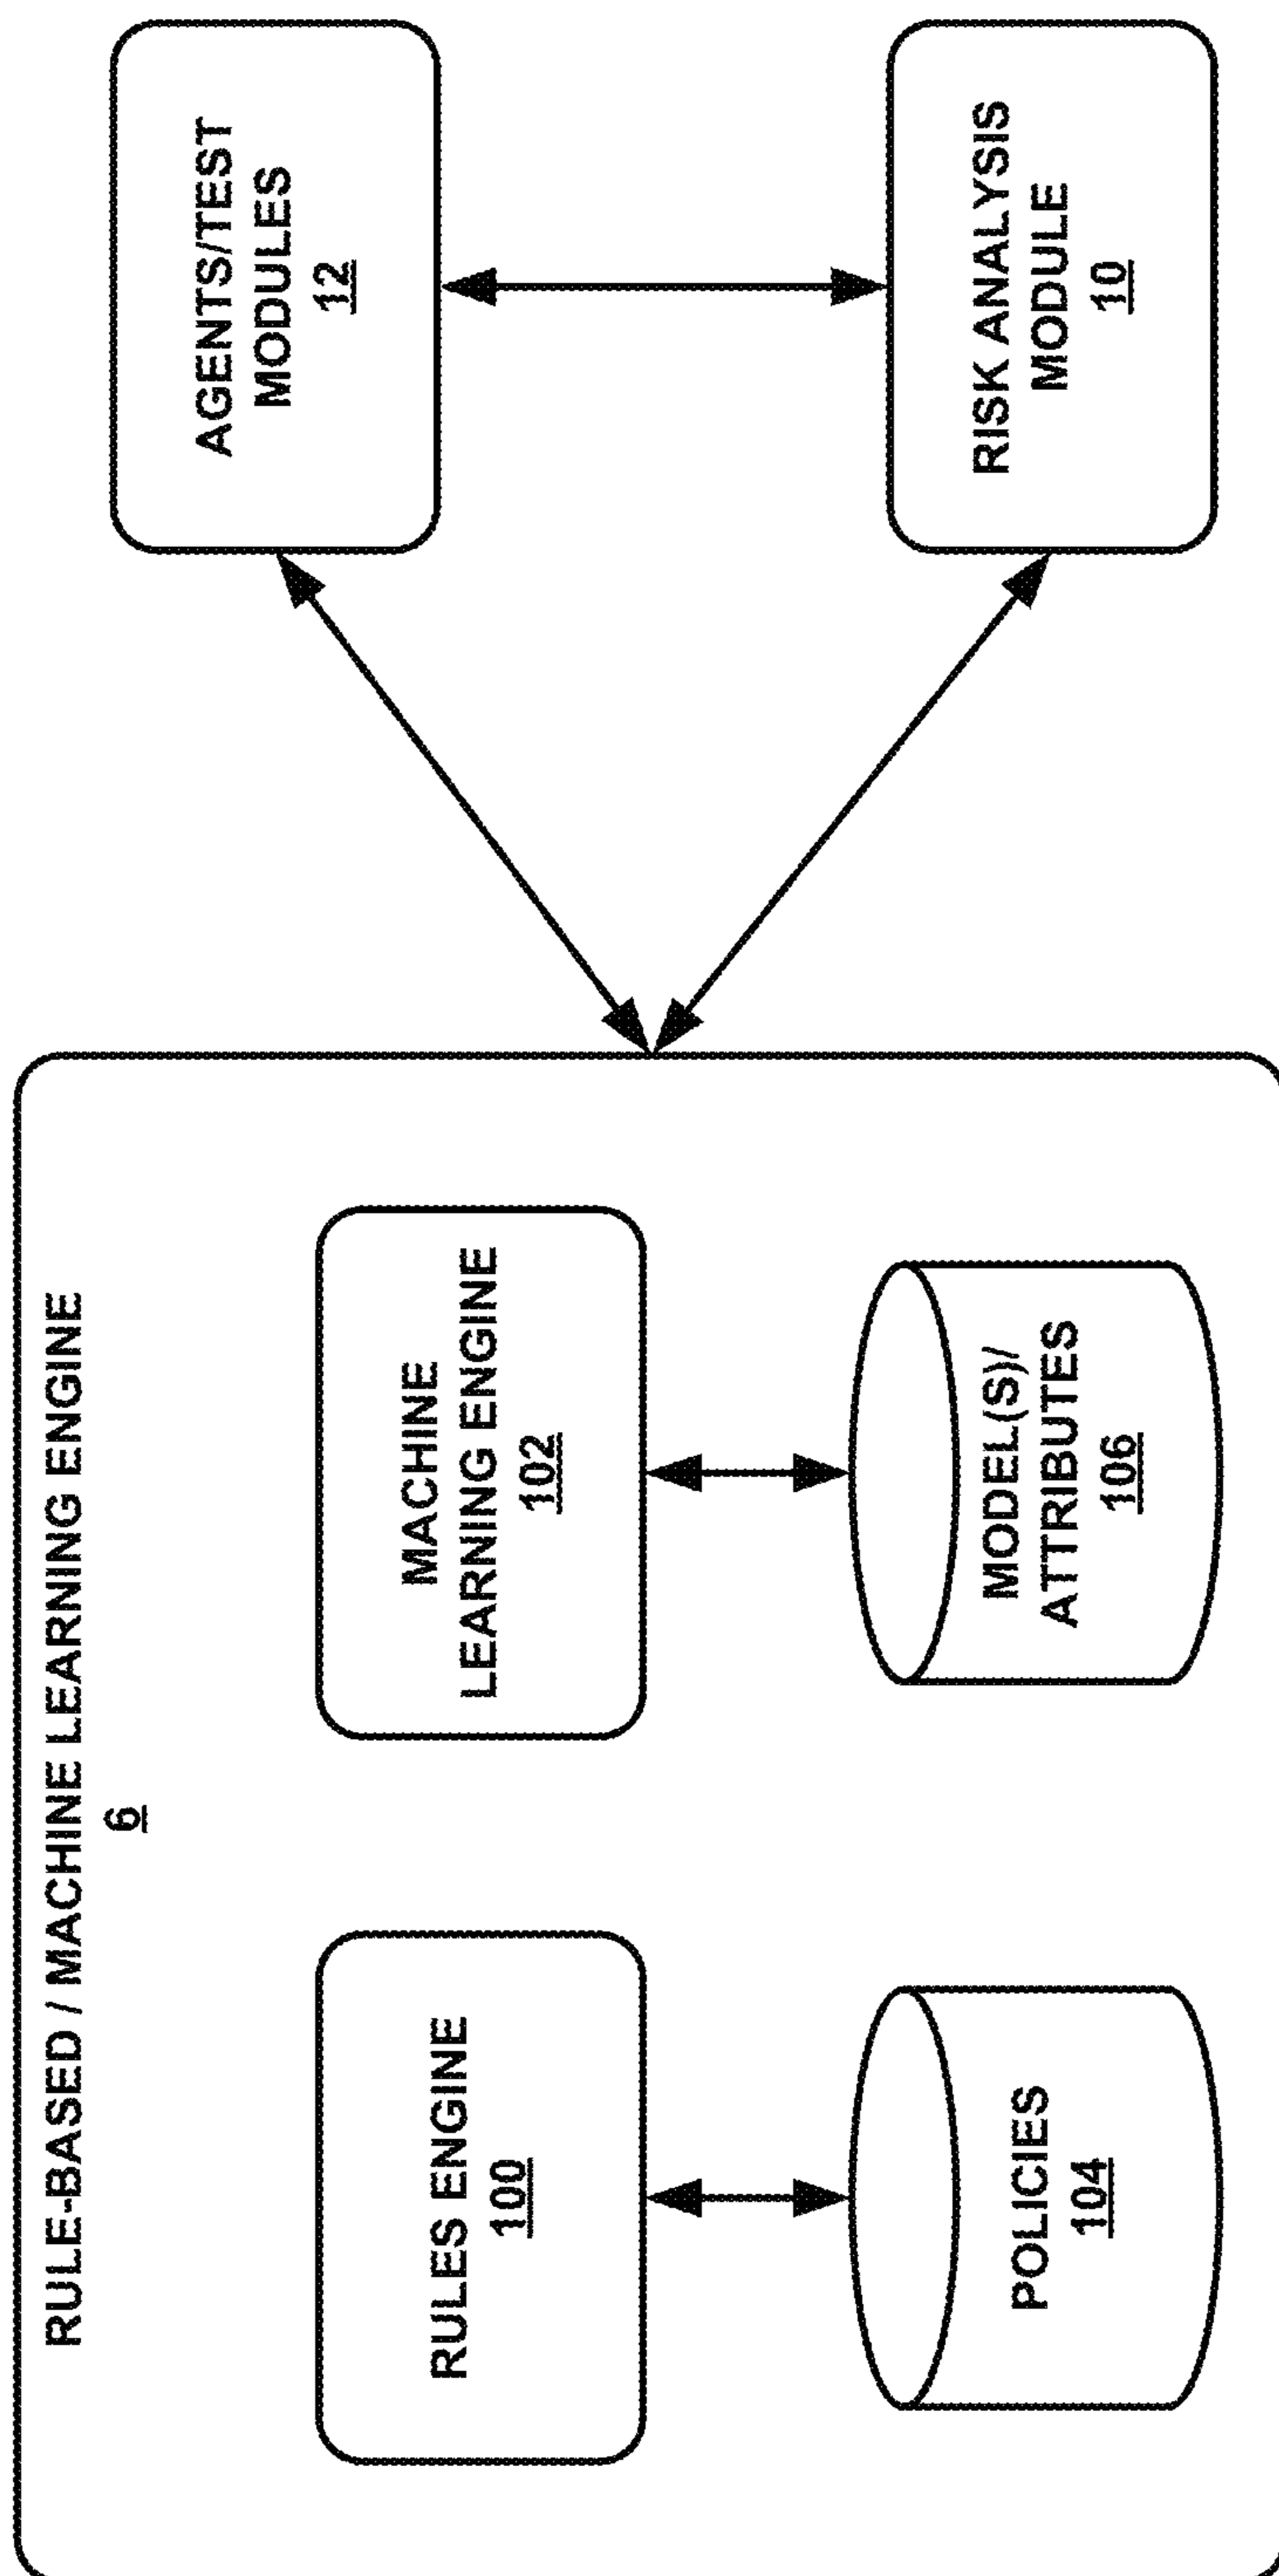 RULE-BASED / MACHINE LEARNING ENGINE
6
RULES ENGINE
100
MACHINE
LEARNING ENGINE
102
POLICIES
104
MODEL(S)/
ATTRIBUTES
106
AGENTS/TEST
MODULES
12
RISK ANALYSIS
MODULE
10